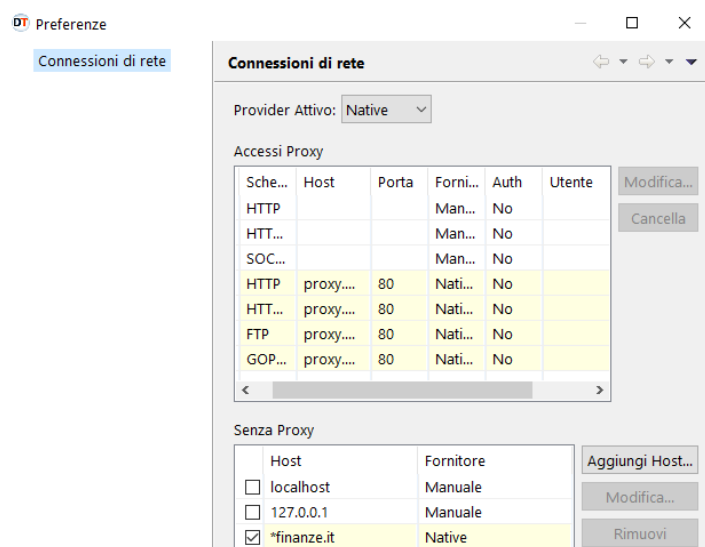 DT Preferenze
Connessioni di rete
Connessioni di rete
Provider Attivo: Native
Accessi Proxy
Sche... Host Porta Forni... Auth Utente
HTTP Man... No
HTT... Man... No
SOC... Man... No
HTTP proxy.... 80 Nati... No
HTT... proxy.... 80 Nati... No
FTP proxy.... 80 Nati... No
GOP... proxy.... 80 Nati... No
Modifica...
Cancella
Senza Proxy
Host Fornitore
localhost Manuale
127.0.0.1 Manuale
*finanze.it Native
Aggiungi Host...
Modifica...
Rimuovi